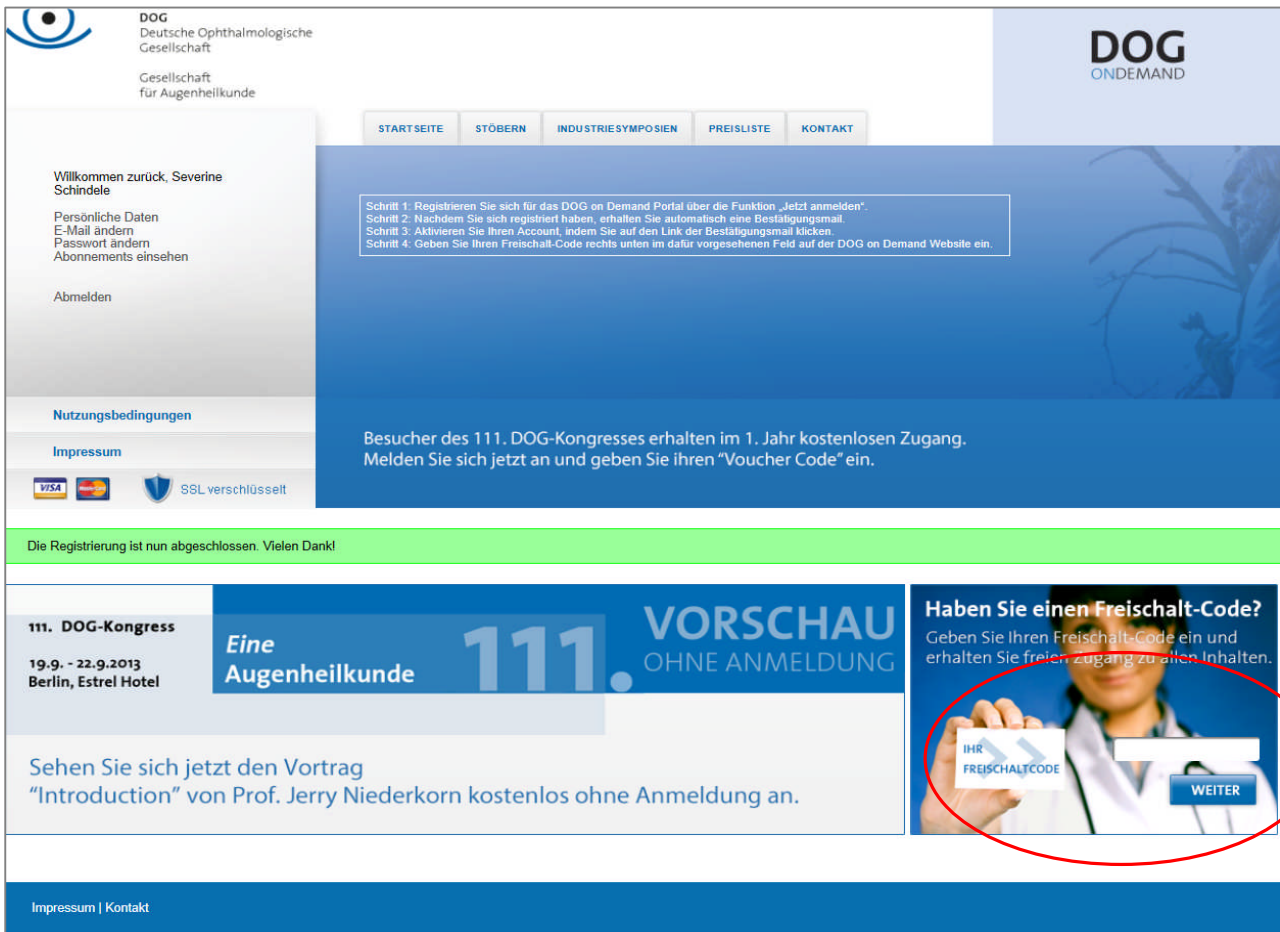 DOG
Deutsche Ophthalmologische
Gesellschaft
Gesellschaft
für Augenheilkunde
DOG
ONDEMAND
STARTSEITE
STÖBERN
INDUSTRIESYMPOSIEN
PREISLISTE
KONTAKT
Willkommen zurück, Severine
Schindele
Persönliche Daten
E-Mail ändern
Passwort ändern
Abonnements einsehen
Abmelden
Schritt 1: Registrieren Sie sich für das DOG on Demand Portal über die Funktion „Jetzt anmelden“.
Schritt 2: Nachdem Sie sich registriert haben, erhalten Sie automatisch eine Bestätigungsmail.
Schritt 3: Aktivieren Sie Ihren Account, indem Sie auf den Link der Bestätigungsmail klicken.
Schritt 4: Geben Sie Ihren Freischalt-Code rechts unten im dafür vorgesehenen Feld auf der DOG on Demand Website ein.
Nutzungsbedingungen
Impressum
VISA
SSL verschlüsselt
Besucher des 111. DOG-Kongresses erhalten im 1. Jahr kostenlosen Zugang.
Melden Sie sich jetzt an und geben Sie ihren “Voucher Code” ein.
Die Registrierung ist nun abgeschlossen. Vielen Dank!
111. DOG-Kongress
19.9. - 22.9.2013
Berlin, Estrel Hotel
Eine
Augenheilkunde
111.
VORSCHAU
OHNE ANMELDUNG
Sehen Sie sich jetzt den Vortrag
“Introduction” von Prof. Jerry Niederkorn kostenlos ohne Anmeldung an.
Haben Sie einen Freischalt-Code?
Geben Sie Ihren Freischalt-Code ein und
erhalten Sie freien Zugang zu allen Inhalten.
IHR
FREISCHALTCODE
WEITER
Impressum | Kontakt